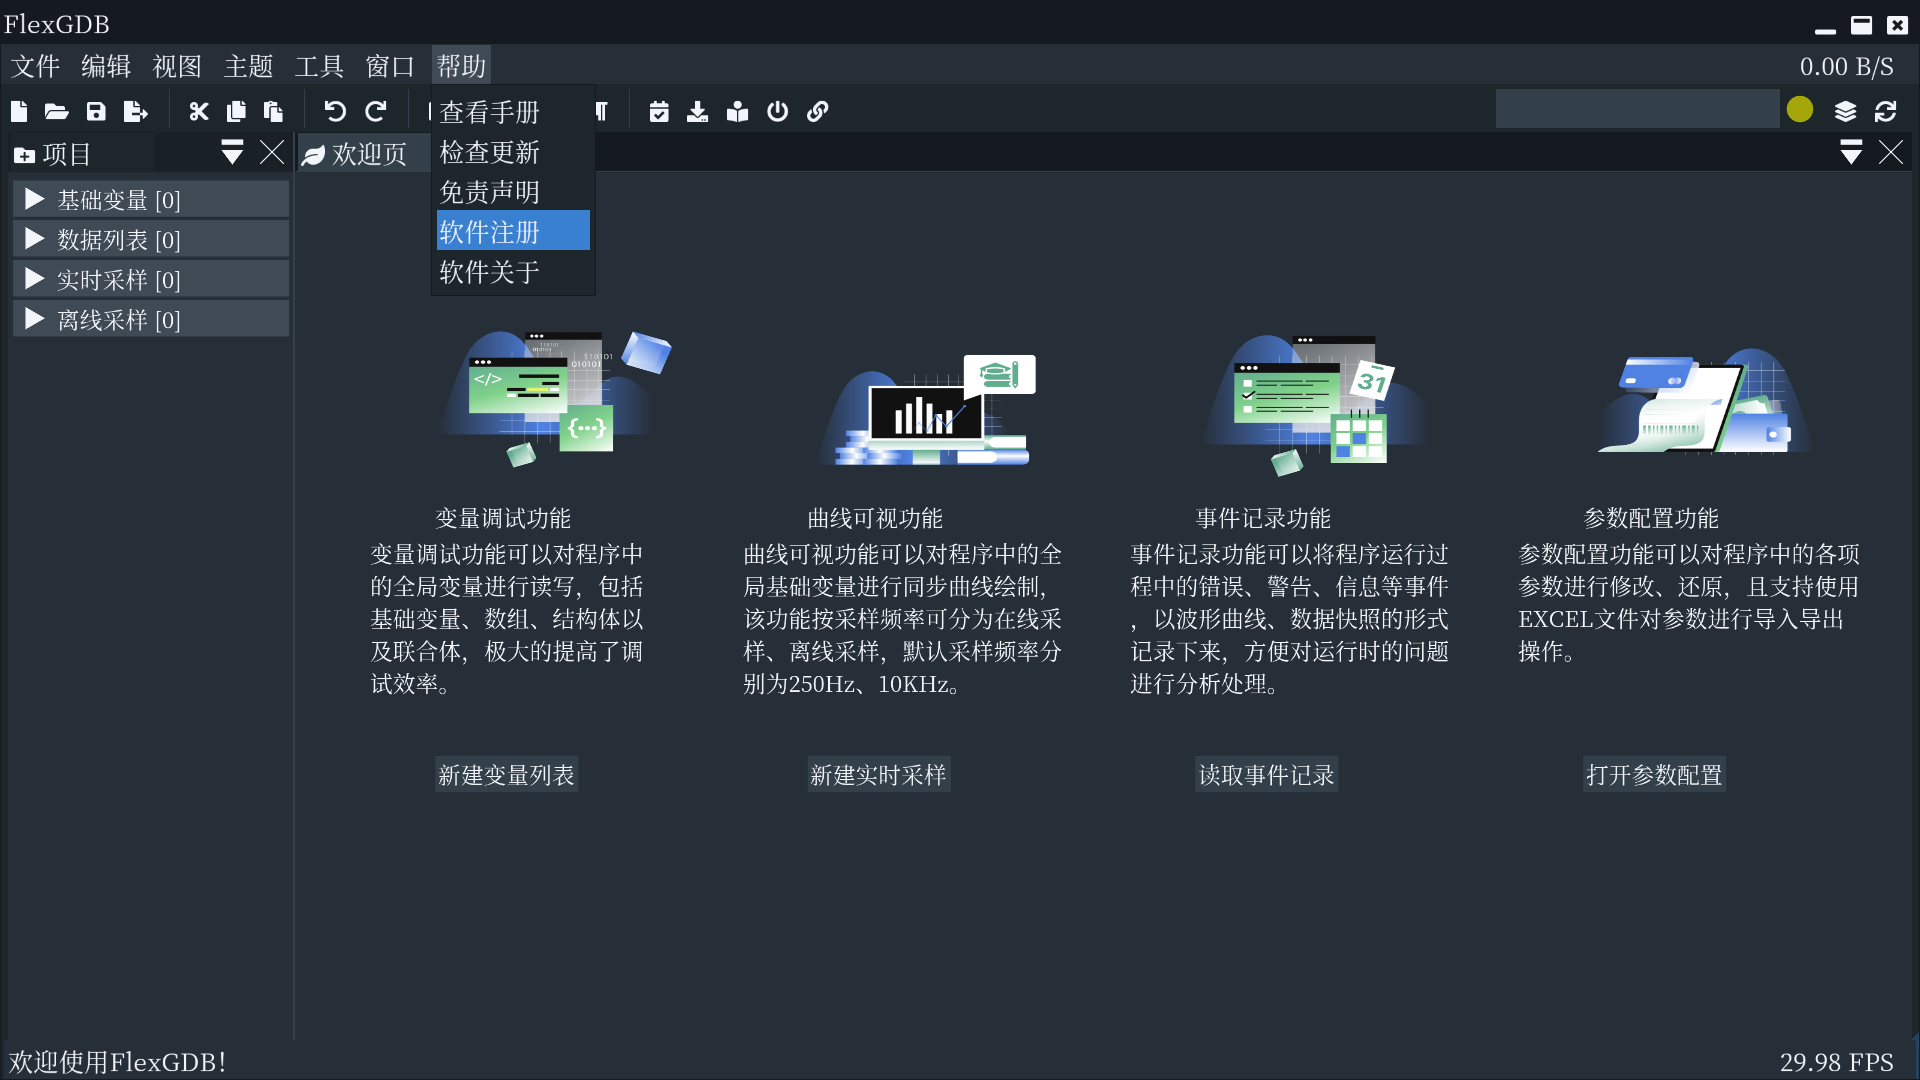 FlexGDB
文件 编辑 视图 主题 工具 窗口 帮助
0.00 B/S
查看手册
检查更新
免责声明
软件注册
软件关于
项目
欢迎页
基础变量 [0]
数据列表 [0]
实时采样 [0]
离线采样 [0]
110101
010101
110101
010101
</>
{···}
31
变量调试功能
变量调试功能可以对程序中
的全局变量进行读写，包括
基础变量、数组、结构体以
及联合体，极大的提高了调
试效率。
新建变量列表
曲线可视功能
曲线可视功能可以对程序中的全
局基础变量进行同步曲线绘制，
该功能按采样频率可分为在线采
样、离线采样，默认采样频率分
别为250Hz、10KHz。
新建实时采样
事件记录功能
事件记录功能可以将程序运行过
程中的错误、警告、信息等事件
，以波形曲线、数据快照的形式
记录下来，方便对运行时的问题
进行分析处理。
读取事件记录
参数配置功能
参数配置功能可以对程序中的各项
参数进行修改、还原，且支持使用
EXCEL文件对参数进行导入导出
操作。
打开参数配置
欢迎使用FlexGDB！
29.98 FPS